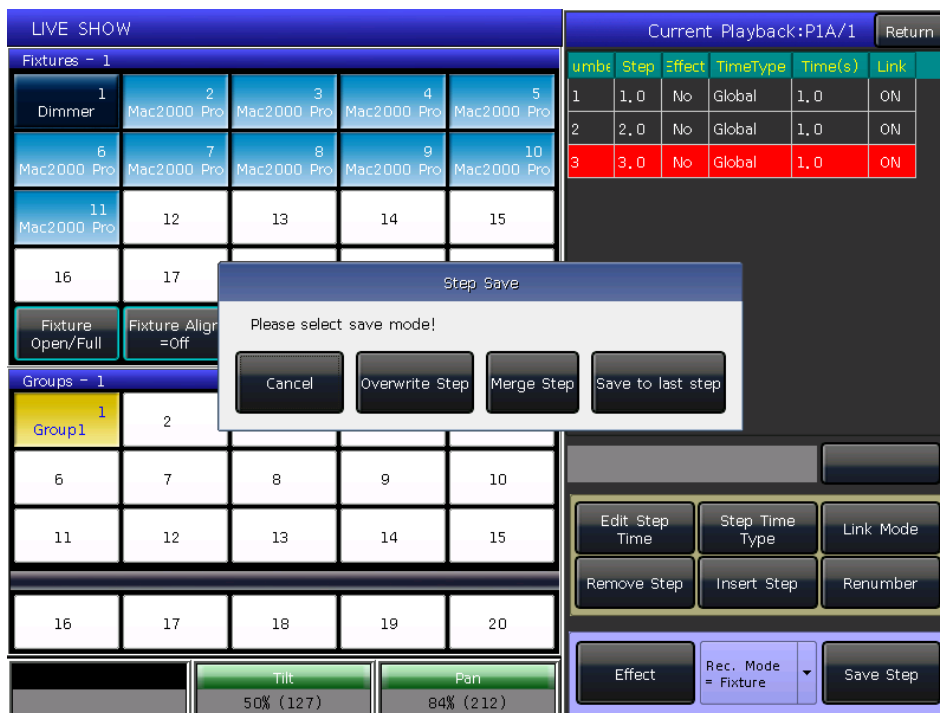 LIVE SHOW
Current Playback:P1A/1
Return
Fixtures - 1
umbe Step Effect TimeType Time(s) Link
1 1.0 No Global 1.0 ON
2 2.0 No Global 1.0 ON
3 3.0 No Global 1.0 ON
1 2 3 4 5
Dimmer Mac2000 Pro Mac2000 Pro Mac2000 Pro Mac2000 Pro
6 7 8 9 10
Mac2000 Pro Mac2000 Pro Mac2000 Pro Mac2000 Pro Mac2000 Pro
11
Mac2000 Pro
12 13 14 15
16 17
Fixture
Open/Full
Fixture Align
=Off
Step Save
Please select save mode!
Cancel
Overwrite Step
Merge Step
Save to last step
Groups - 1
1
Group1
2
6 7 8 9 10
11 12 13 14 15
16 17 18 19 20
Edit Step
Time
Step Time
Type
Link Mode
Remove Step
Insert Step
Renumber
Effect
Rec. Mode
= Fixture
Save Step
Tilt
50% (127)
Pan
84% (212)